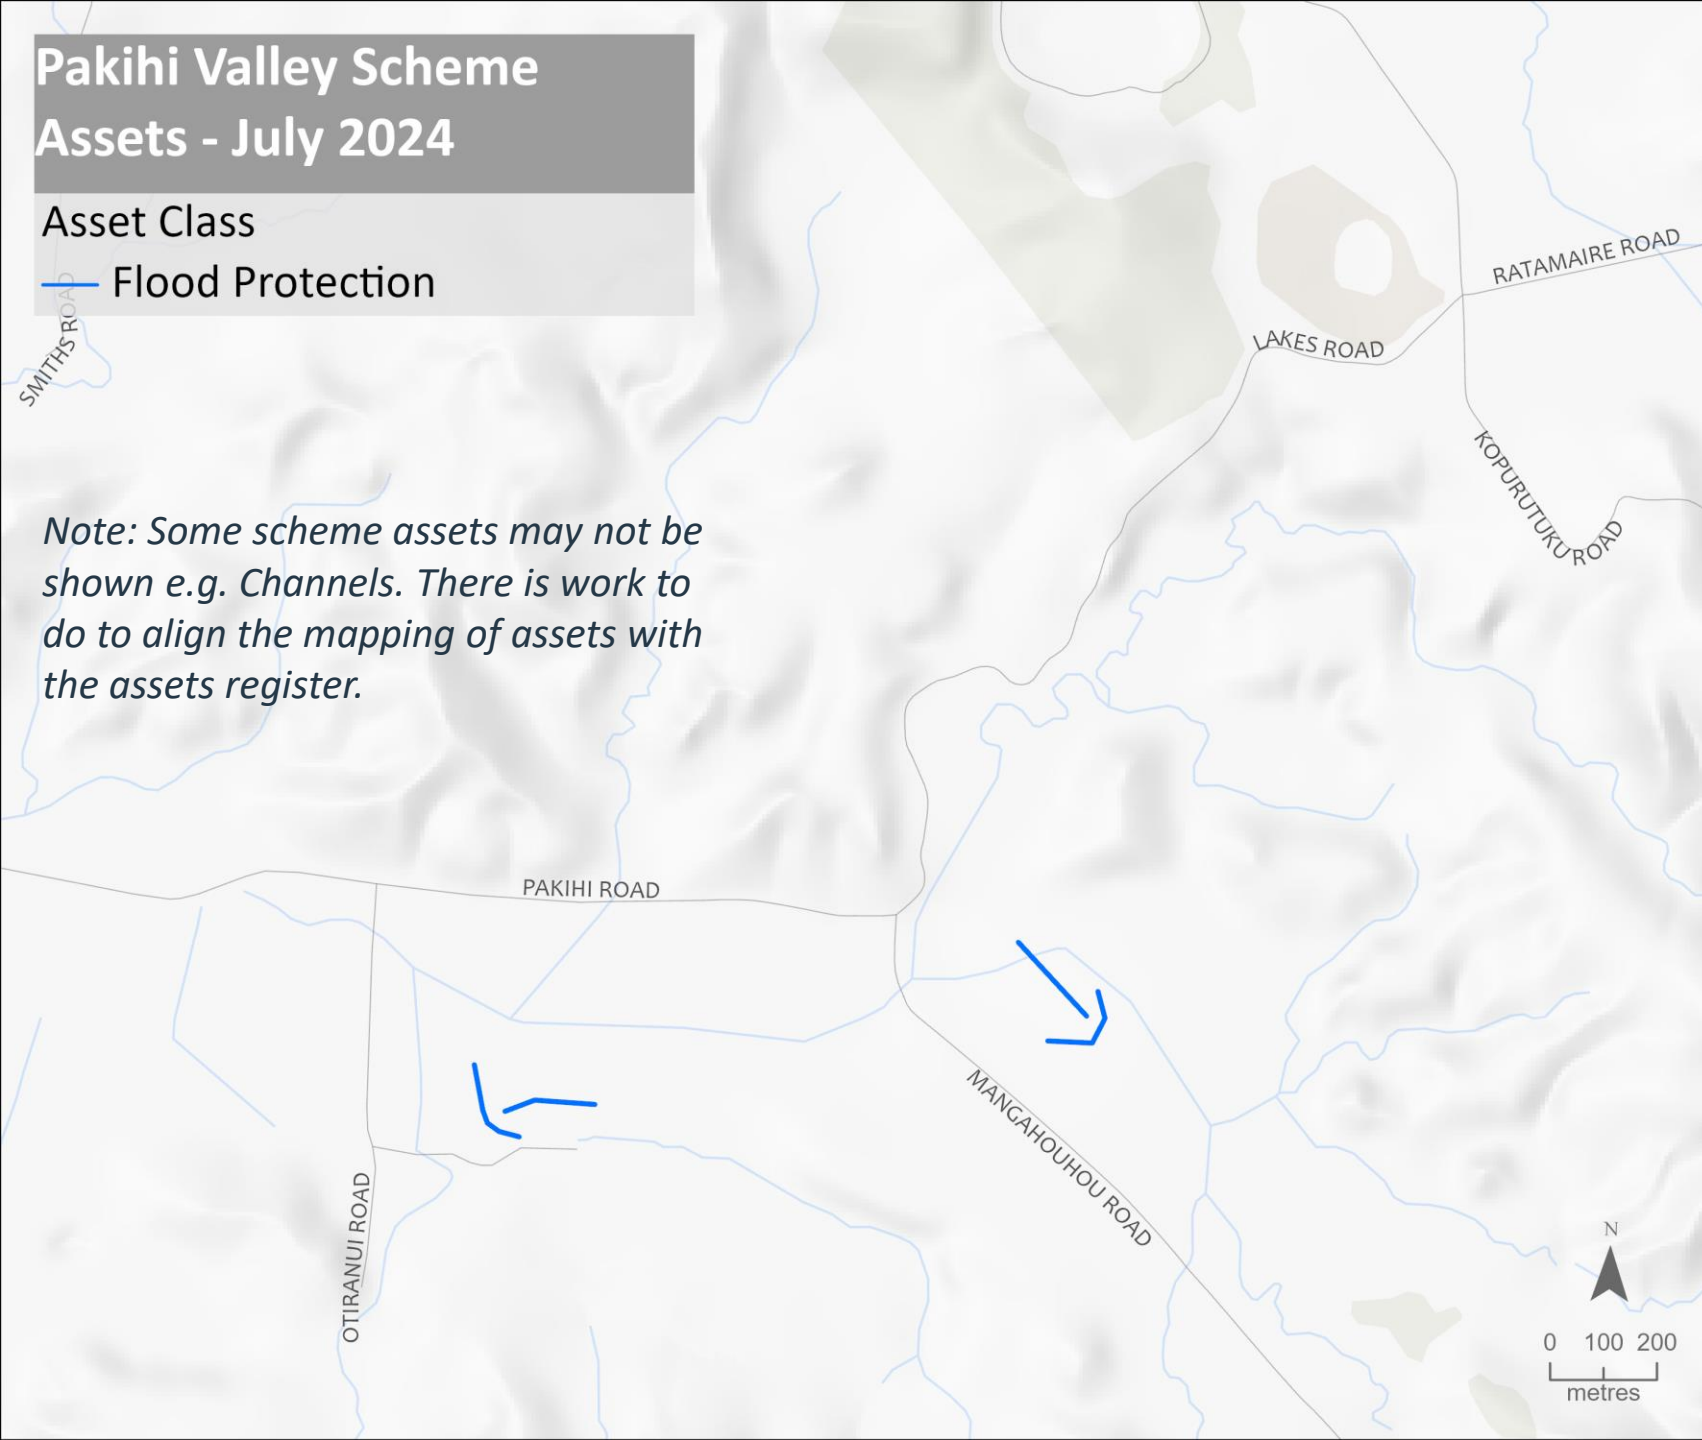 Pakihi Valley Scheme
Assets - July 2024
Asset Class
Flood Protection
SMITHS ROAD
RATAMAIRE ROAD
LAKES ROAD
KOPURUTUKU ROAD
Note: Some scheme assets may not be
shown e.g. Channels. There is work to
do to align the mapping of assets with
the assets register.
PAKIHI ROAD
MANGAHOUHOU ROAD
OTIRANUI ROAD
N
0 100 200
metres